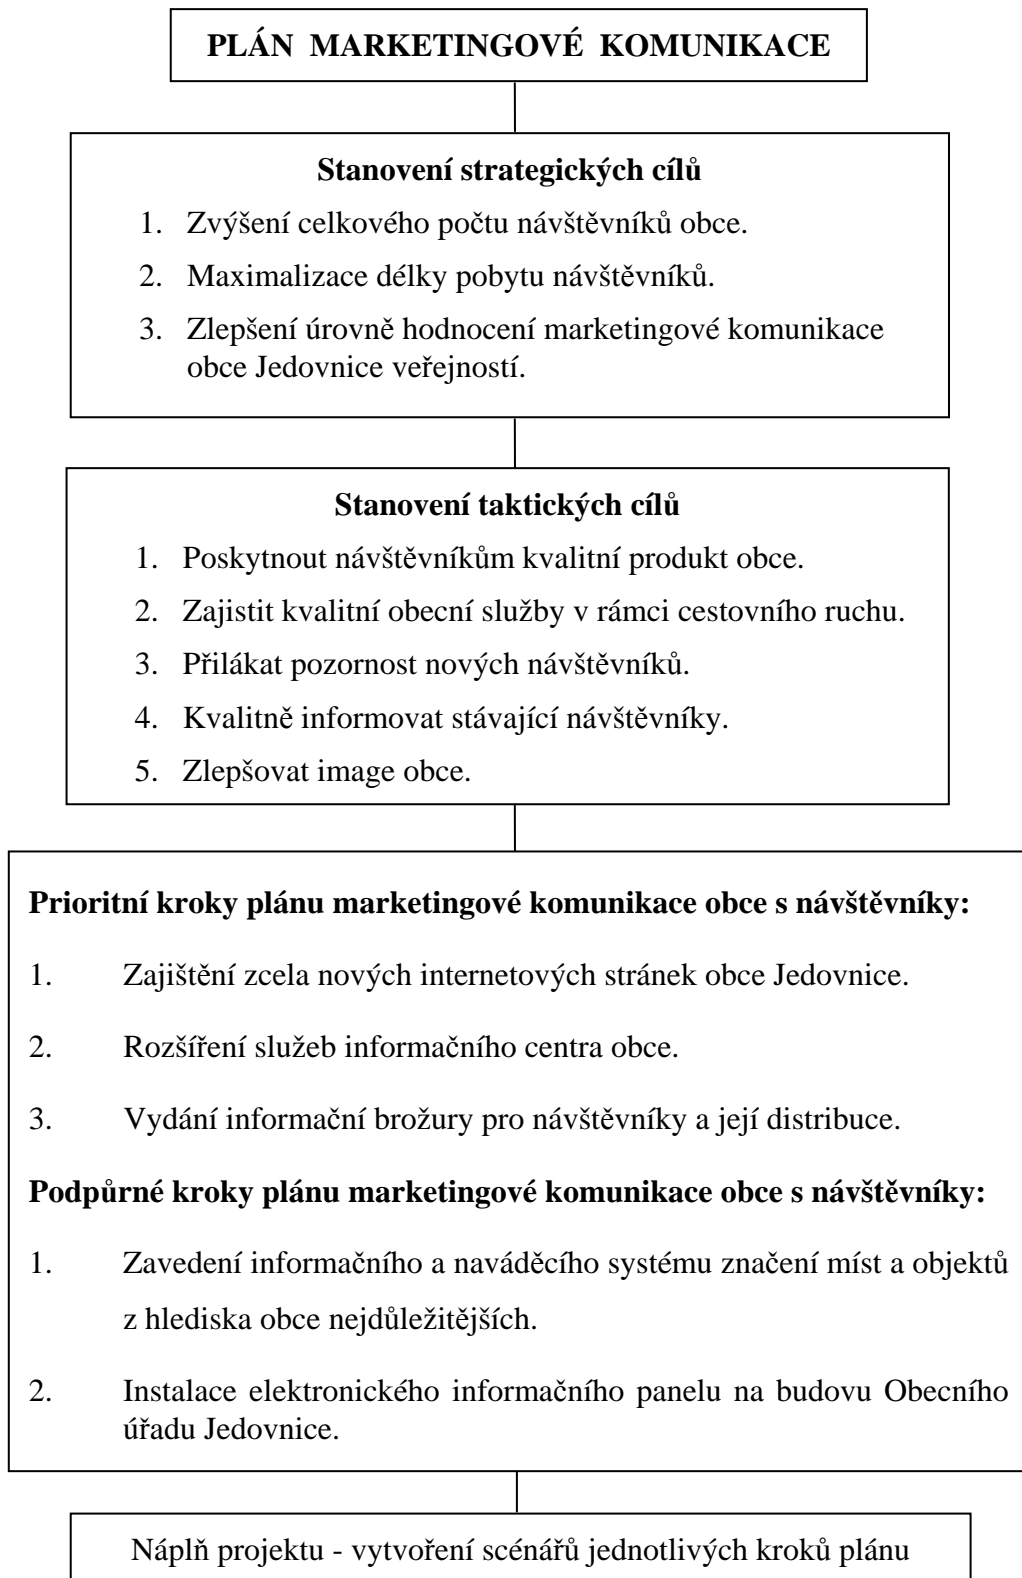 PLÁN MARKETINGOVÉ KOMUNIKACE
Stanovení strategických cílů
1. Zvýšení celkového počtu návštěvníků obce.
2. Maximalizace délky pobytu návštěvníků.
3. Zlepšení úrovně hodnocení marketingové komunikace
obce Jedovnice veřejností.
Stanovení taktických cílů
1. Poskytnout návštěvníkům kvalitní produkt obce.
2. Zajistit kvalitní obecní služby v rámci cestovního ruchu.
3. Přilákat pozornost nových návštěvníků.
4. Kvalitně informovat stávající návštěvníky.
5. Zlepšovat image obce.
Prioritní kroky plánu marketingové komunikace obce s návštěvníky:
1. Zajištění zcela nových internetových stránek obce Jedovnice.
2. Rozšíření služeb informačního centra obce.
3. Vydání informační brožury pro návštěvníky a její distribuce.
Podpůrné kroky plánu marketingové komunikace obce s návštěvníky:
1. Zavedení informačního a naváděcího systému značení míst a objektů
z hlediska obce nejdůležitějších.
2. Instalace elektronického informačního panelu na budovu Obecního
úřadu Jedovnice.
Náplň projektu - vytvoření scénářů jednotlivých kroků plánu